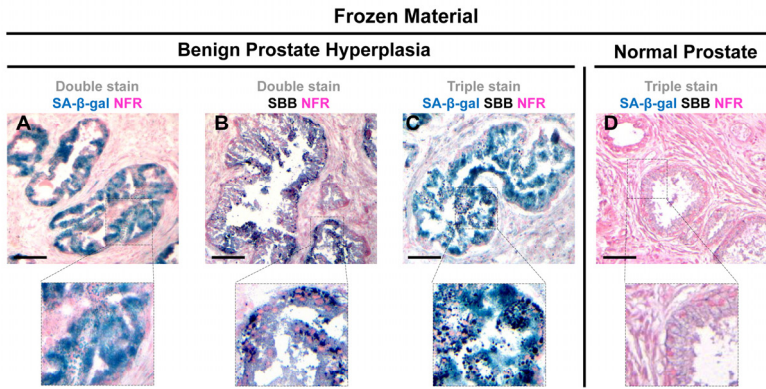 Frozen Material
Benign Prostate Hyperplasia
Normal Prostate
Double stain
SA-β-gal NFR
Double stain
SBB NFR
Triple stain
SA-β-gal SBB NFR
Triple stain
SA-β-gal SBB NFR
A
B
C
D